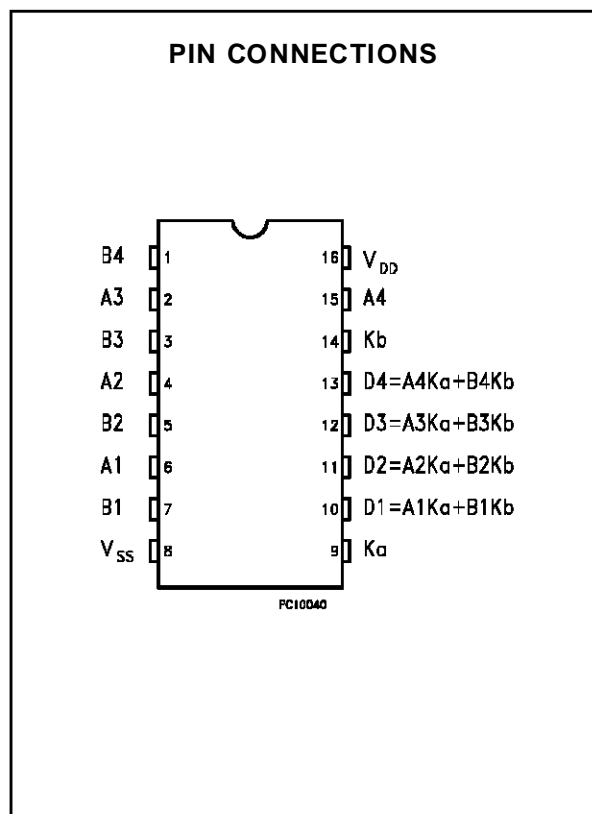 PIN CONNECTIONS
B4 1 16 V_DD
A3 2 15 A4
B3 3 14 Kb
A2 4 13 D4=A4Ka+B4Kb
B2 5 12 D3=A3Ka+B3Kb
A1 6 11 D2=A2Ka+B2Kb
B1 7 10 D1=A1Ka+B1Kb
V_SS 8 9 Ka
PC10040